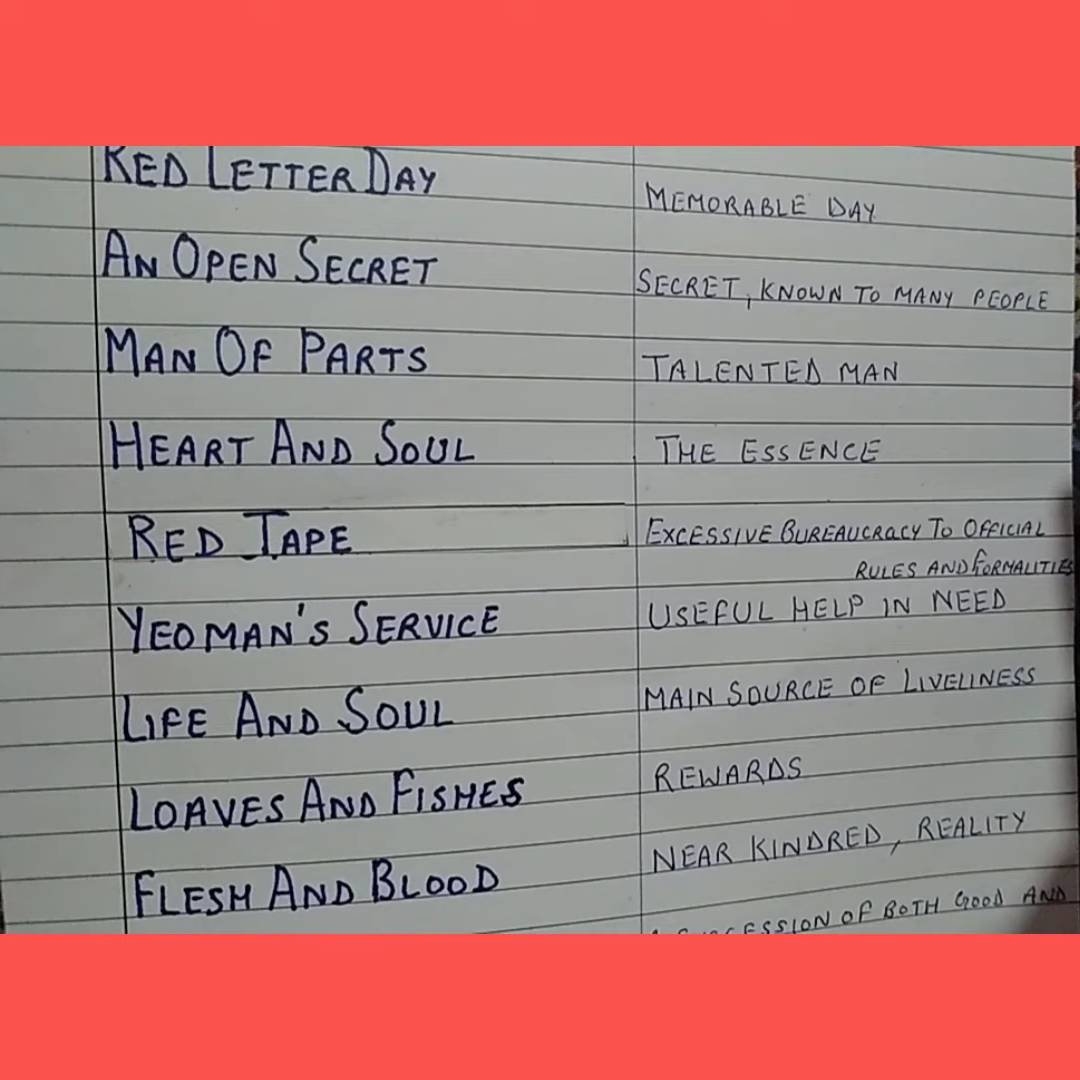 RED LETTER DAY
MEMORABLE DAY
AN OPEN SECRET
SECRET, KNOWN TO MANY PEOPLE
MAN OF PARTS
TALENTED MAN
HEART AND SOUL
THE ESSENCE
RED TAPE
EXCESSIVE BUREAUCRACY TO OFFICIAL
RULES AND FORMALITIES
YEOMAN'S SERVICE
USEFUL HELP IN NEED
LIFE AND SOUL
MAIN SOURCE OF LIVELINESS
LOAVES AND FISHES
REWARDS
FLESH AND BLOOD
NEAR KINDRED, REALITY
OF BOTH GOOD AND